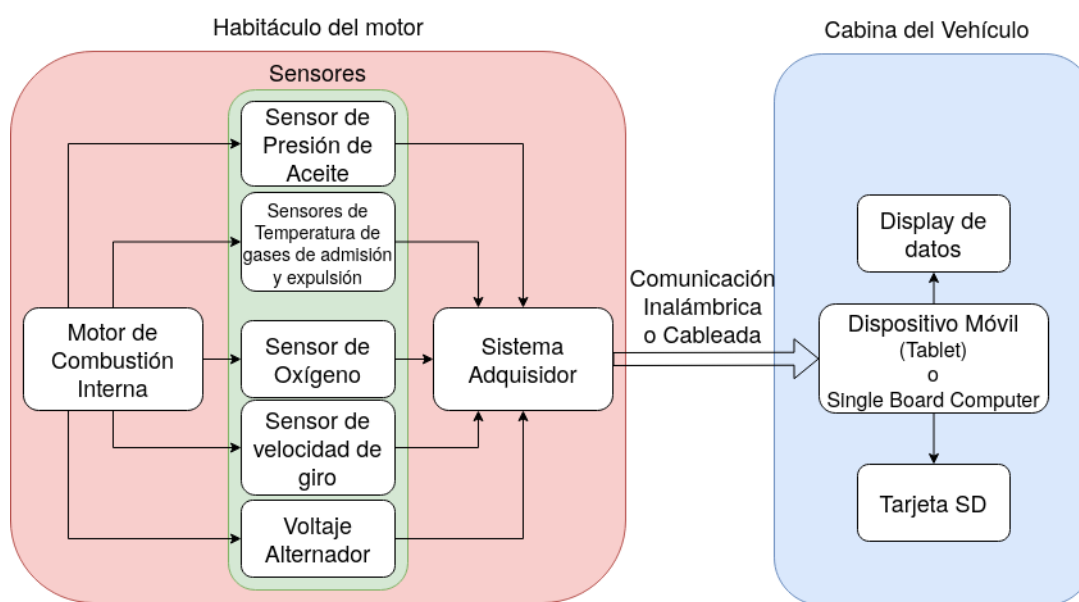 Habitáculo del motor
Cabina del Vehículo
Sensores
Sensor de
Presión de
Aceite
Sensores de
Temperatura de
gases de admisión
y expulsión
Motor de
Combustión
Interna
Sensor de
Oxígeno
Sensor de
velocidad de
giro
Voltaje
Alternador
Sistema
Adquisidor
Comunicación
Inalámbrica
o Cableada
Display de
datos
Dispositivo Móvil
(Tablet)
o
Single Board Computer
Tarjeta SD